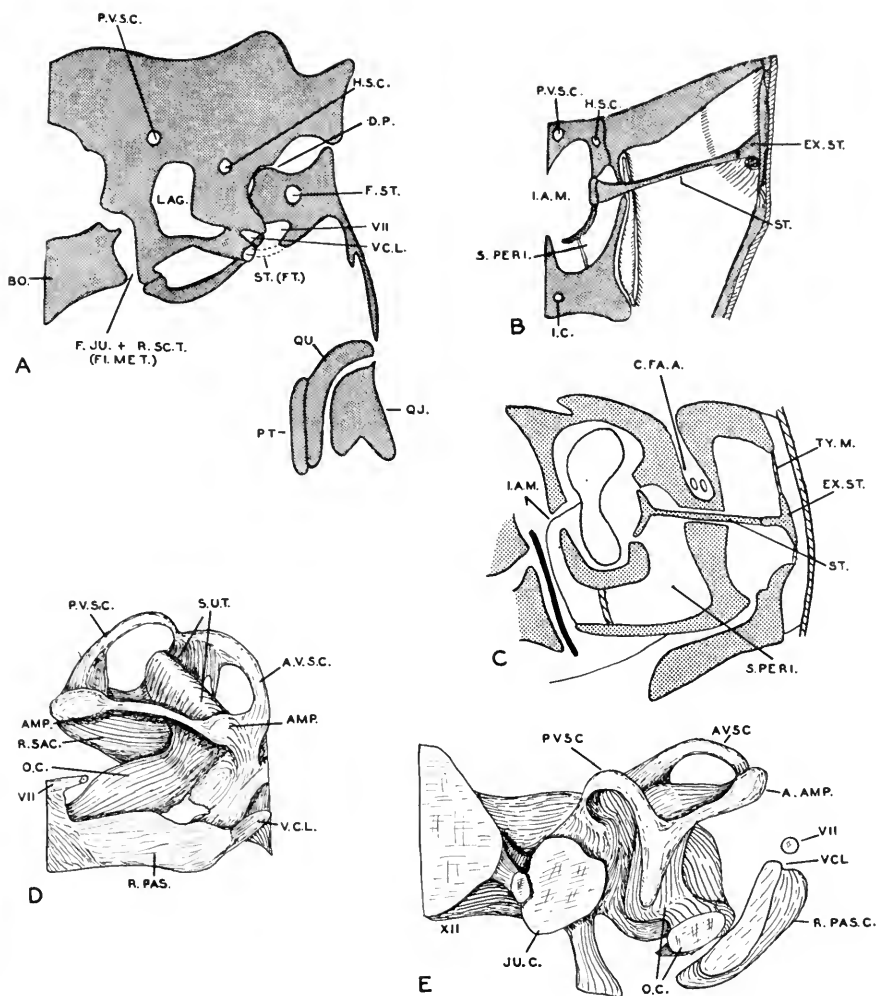 P.V.S.C.
H.S.C.
D.P.
LAG.
F.ST.
VII
V.C.L.
ST.(FT.)
BO.
F. JU. + R. SC.T.
(FI. MET.)
A
QU
PT
QJ.
P.V.S.C.
H.S.C.
EX.ST.
I.A.M.
ST.
S. PERI.
I.C.
B
C.FA.A.
TY.M.
I.A.M.
EX.ST.
ST.
S.PERI.
C
P.V.S.C.
S.U.T.
A.V.S.C.
AMP.
AMP.
R.SAC.
O.C.
VII
V.C.L.
R.PAS.
D
PVSC
AVSC
A. AMP.
VII
VCL
R.PAS.C.
XII
JU.C.
O.C.
E